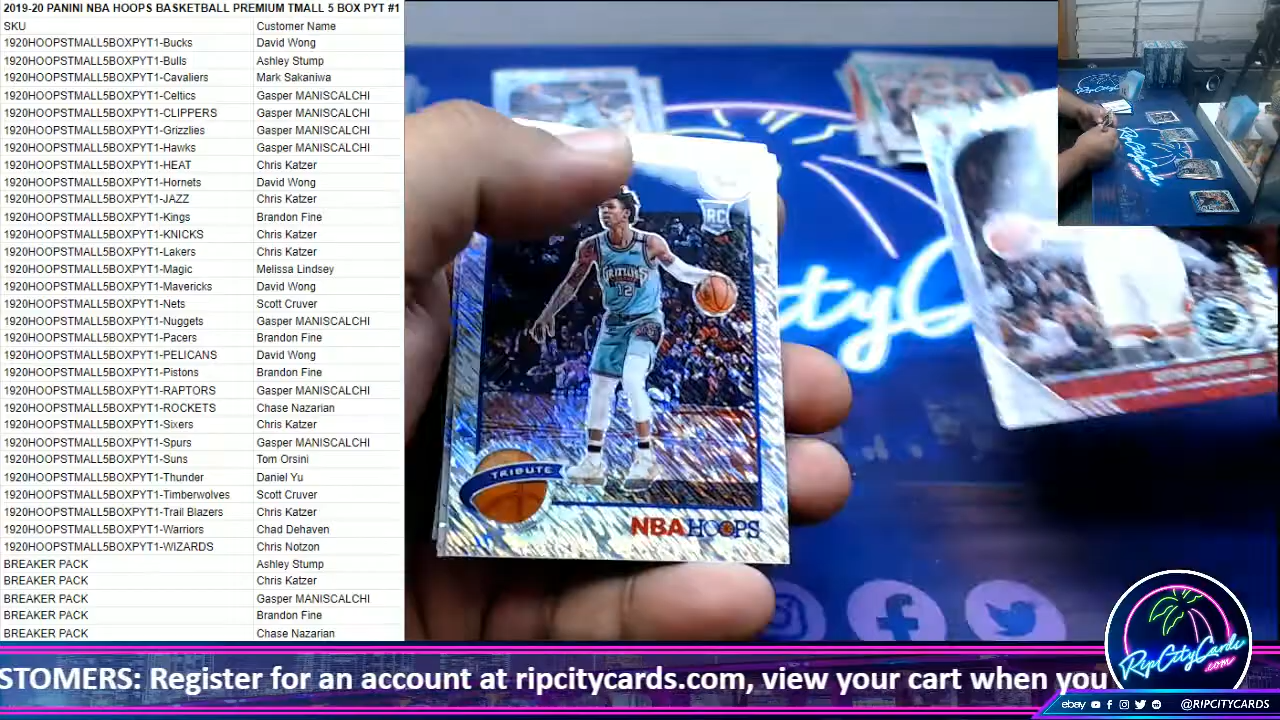 2019-20 PANINI NBA HOOPS BASKETBALL PREMIUM TMALL 5 BOX PYT #1
SKU Customer Name
1920HOOPSTMALL5BOXPYT1-Bucks David Wong
1920HOOPSTMALL5BOXPYT1-Bulls Ashley Stump
1920HOOPSTMALL5BOXPYT1-Cavaliers Mark Sakaniwa
1920HOOPSTMALL5BOXPYT1-Celtics Gasper MANISCALCHI
1920HOOPSTMALL5BOXPYT1-CLIPPERS Gasper MANISCALCHI
1920HOOPSTMALL5BOXPYT1-Grizzlies Gasper MANISCALCHI
1920HOOPSTMALL5BOXPYT1-Hawks Gasper MANISCALCHI
1920HOOPSTMALL5BOXPYT1-HEAT Chris Katzer
1920HOOPSTMALL5BOXPYT1-Hornets David Wong
1920HOOPSTMALL5BOXPYT1-JAZZ Chris Katzer
1920HOOPSTMALL5BOXPYT1-Kings Brandon Fine
1920HOOPSTMALL5BOXPYT1-KNICKS Chris Katzer
1920HOOPSTMALL5BOXPYT1-Lakers Chris Katzer
1920HOOPSTMALL5BOXPYT1-Magic Melissa Lindsey
1920HOOPSTMALL5BOXPYT1-Mavericks David Wong
1920HOOPSTMALL5BOXPYT1-Nets Scott Cruver
1920HOOPSTMALL5BOXPYT1-Nuggets Gasper MANISCALCHI
1920HOOPSTMALL5BOXPYT1-Pacers Brandon Fine
1920HOOPSTMALL5BOXPYT1-PELICANS David Wong
1920HOOPSTMALL5BOXPYT1-Pistons Brandon Fine
1920HOOPSTMALL5BOXPYT1-RAPTORS Gasper MANISCALCHI
1920HOOPSTMALL5BOXPYT1-ROCKETS Chase Nazarian
1920HOOPSTMALL5BOXPYT1-Sixers Chris Katzer
1920HOOPSTMALL5BOXPYT1-Spurs Gasper MANISCALCHI
1920HOOPSTMALL5BOXPYT1-Suns Tom Orsini
1920HOOPSTMALL5BOXPYT1-Thunder Daniel Yu
1920HOOPSTMALL5BOXPYT1-Timberwolves Scott Cruver
1920HOOPSTMALL5BOXPYT1-Trail Blazers Chris Katzer
1920HOOPSTMALL5BOXPYT1-Warriors Chad Dehaven
1920HOOPSTMALL5BOXPYT1-WIZARDS Chris Notzon
BREAKER PACK Ashley Stump
BREAKER PACK Chris Katzer
BREAKER PACK Gasper MANISCALCHI
BREAKER PACK Brandon Fine
BREAKER PACK Chase Nazarian
RC
GRIZZLIES
12
TRIBUTE
NBA HOOPS
ityC
RipCityCards
RipCityCards
.com
STOMERS: Register for an account at ripcitycards.com, view your cart when you
ebay @RIPCITYCARDS